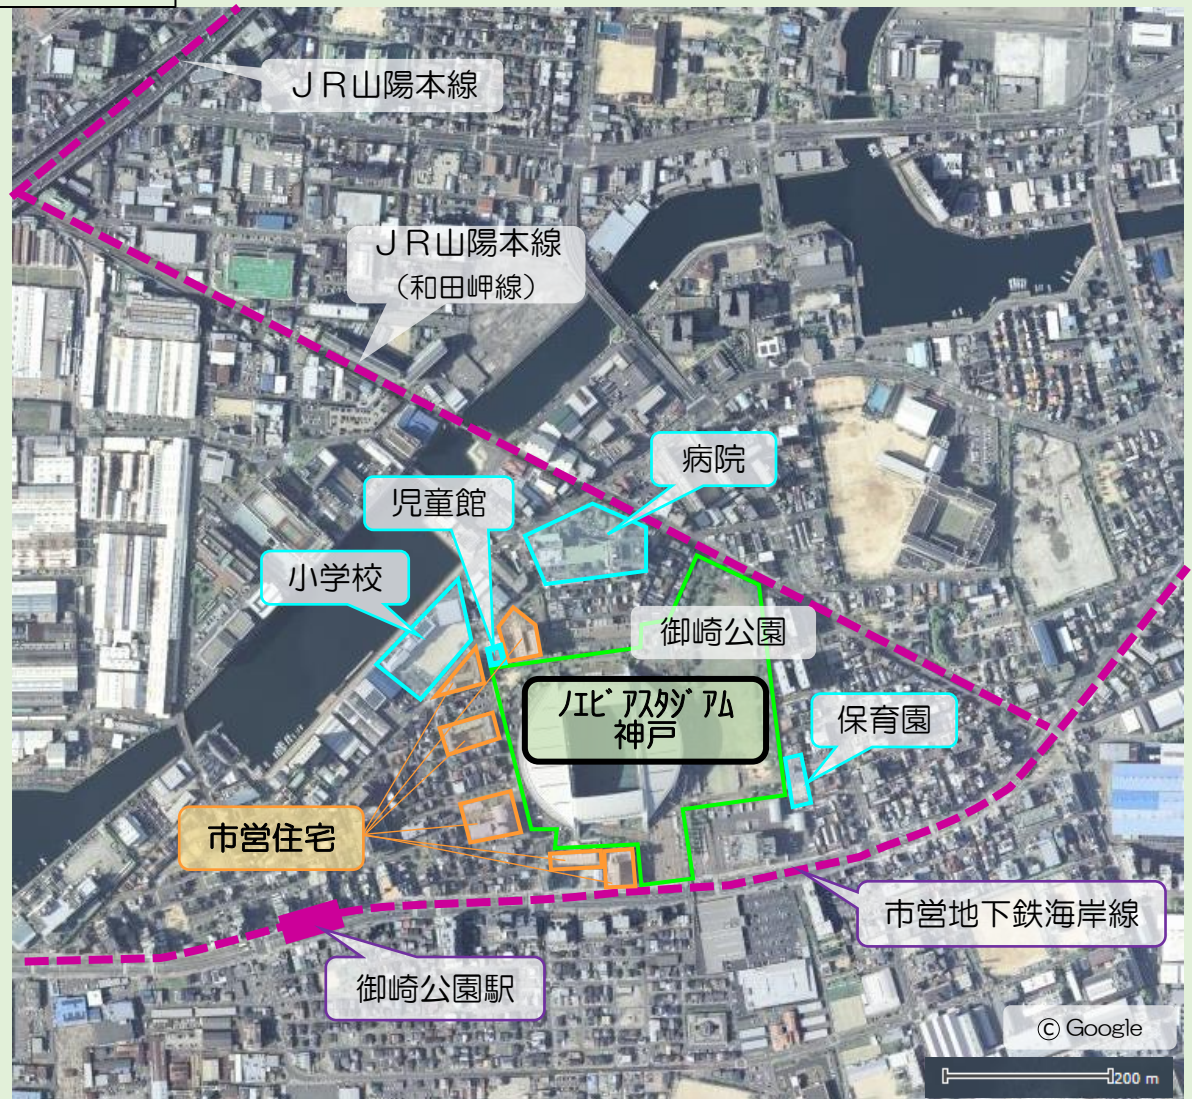 ＪＲ山陽本線
ＪＲ山陽本線
（和田岬線）
病院
児童館
小学校
御崎公園
ﾉｴﾋﾞｱｽﾀｼﾞｱﾑ
神戸
保育園
市営住宅
市営地下鉄海岸線
御崎公園駅
© Google
200 m